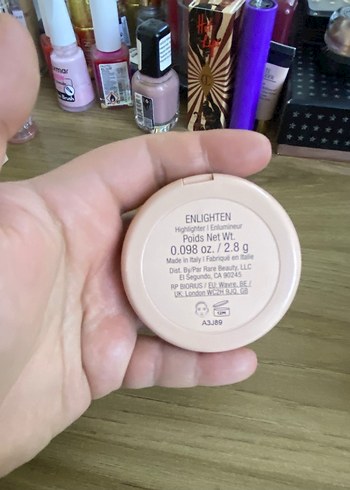 ENLIGHTEN
Highlighter | Enlumineur
Poids Net Wt.
0.098 oz. / 2.8 g
Made in Italy | Fabriqué en Italie
Dist. By/Par Rare Beauty, LLC
El Segundo, CA 90245
RP BIORIUS / EU: Wavre, BE /
UK: London WC2H 9JQ, GB
12M
A3J89